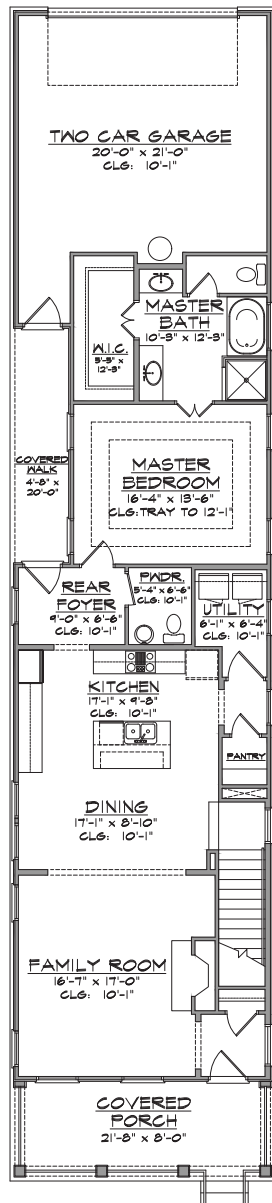 TWO CAR GARAGE
20'-0" x 21'-0"
CLG: 10'-1"
MASTER
BATH
10'-3" x 12'-3"
W.I.C.
5'-5" x
12'-3"
COVERED
WALK
4'-8" x
20'-0"
MASTER
BEDROOM
16'-4" x 13'-6"
CLG:TRAY TO 12'-1"
REAR
FOYER
9'-0" x 6'-6"
CLG: 10'-1"
PWDR.
5'-4" x 6'-6"
CLG: 10'-1"
UTILITY
6'-1" x 6'-4"
CLG: 10'-1"
KITCHEN
17'-1" x 9'-8"
CLG: 10'-1"
PANTRY
DINING
17'-1" x 8'-10"
CLG: 10'-1"
FAMILY ROOM
16'-7" x 17'-0"
CLG: 10'-1"
COVERED
PORCH
21'-8" x 8'-0"